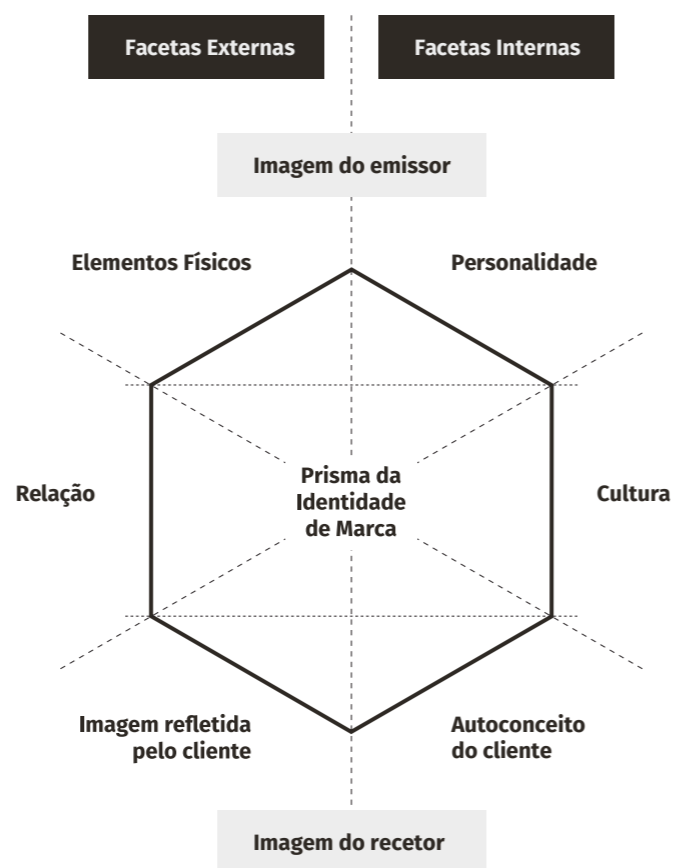 Facetas Externas
Facetas Internas
Imagem do emissor
Elementos Físicos
Personalidade
Relação
Prisma da
Identidade
de Marca
Cultura
Imagem refletida
pelo cliente
Autoconceito
do cliente
Imagem do recetor